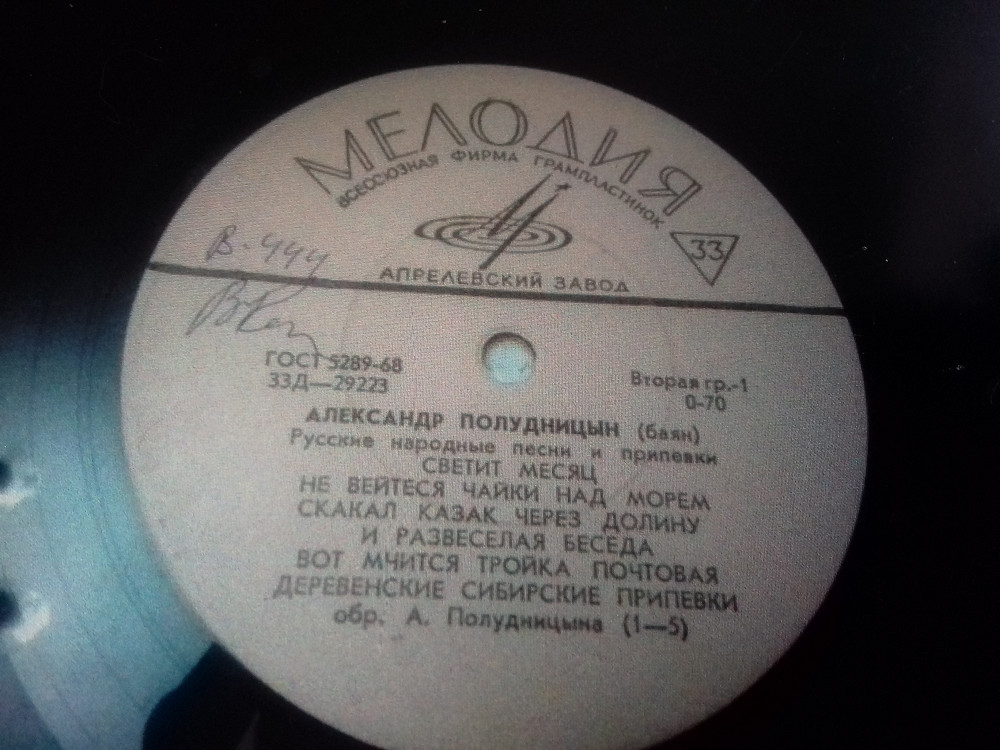 МЕЛОДИЯ
ВСЕСОЮЗНАЯ ФИРМА ГРАМПЛАСТИНОК
33
АПРЕЛЕВСКИЙ ЗАВОД
В-444
ГОСТ 5289-68
33Д—29223
Вторая гр.-1
0-70
АЛЕКСАНДР ПОЛУДНИЦЫН (баян)
Русские народные песни и припевки
СВЕТИТ МЕСЯЦ
НЕ ВЕЙТЕСЯ ЧАЙКИ НАД МОРЕМ
СКАКАЛ КАЗАК ЧЕРЕЗ ДОЛИНУ
И РАЗВЕСЕЛАЯ БЕСЕДА
ВОТ МЧИТСЯ ТРОЙКА ПОЧТОВАЯ
ДЕРЕВЕНСКИЕ СИБИРСКИЕ ПРИПЕВКИ
обр. А. Полудницына (1—5)